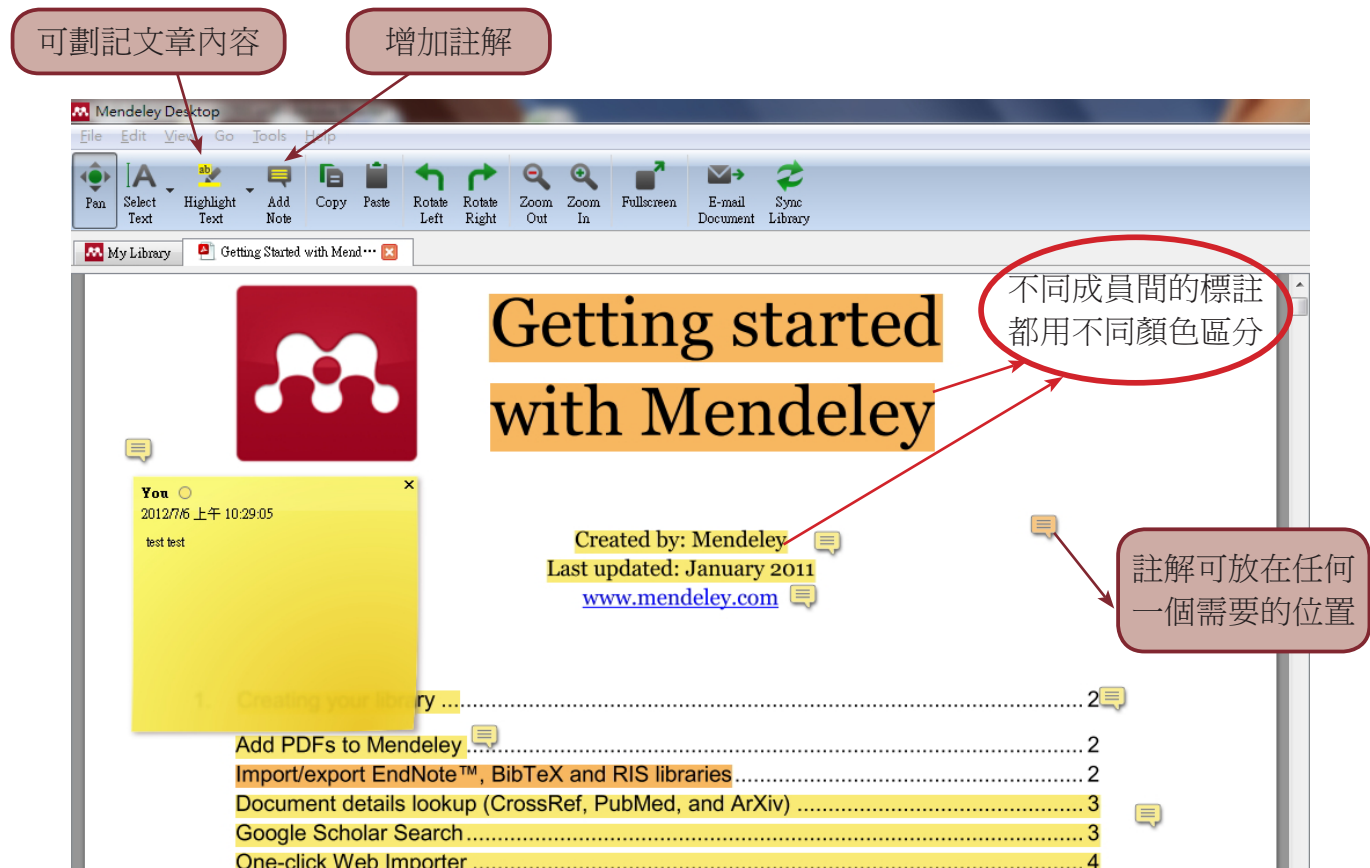 可劃記文章內容
增加註解
Mendeley Desktop
File Edit View Go Tools Help
Pan
Select Text
Highlight Text
Add Note
Copy
Paste
Rotate Left
Rotate Right
Zoom Out
Zoom In
Fullscreen
E-mail Document
Sync Library
My Library
Getting Started with Mend…
不同成員間的標註
都用不同顏色區分
Getting started
with Mendeley
You
2012/7/6 上午 10:29:05
test test
Created by: Mendeley
Last updated: January 2011
www.mendeley.com
註解可放在任何
一個需要的位置
1. Creating your library ... 2
Add PDFs to Mendeley ... 2
Import/export EndNote™, BibTeX and RIS libraries ... 2
Document details lookup (CrossRef, PubMed, and ArXiv) ... 3
Google Scholar Search ... 3
One-click Web Importer ... 4